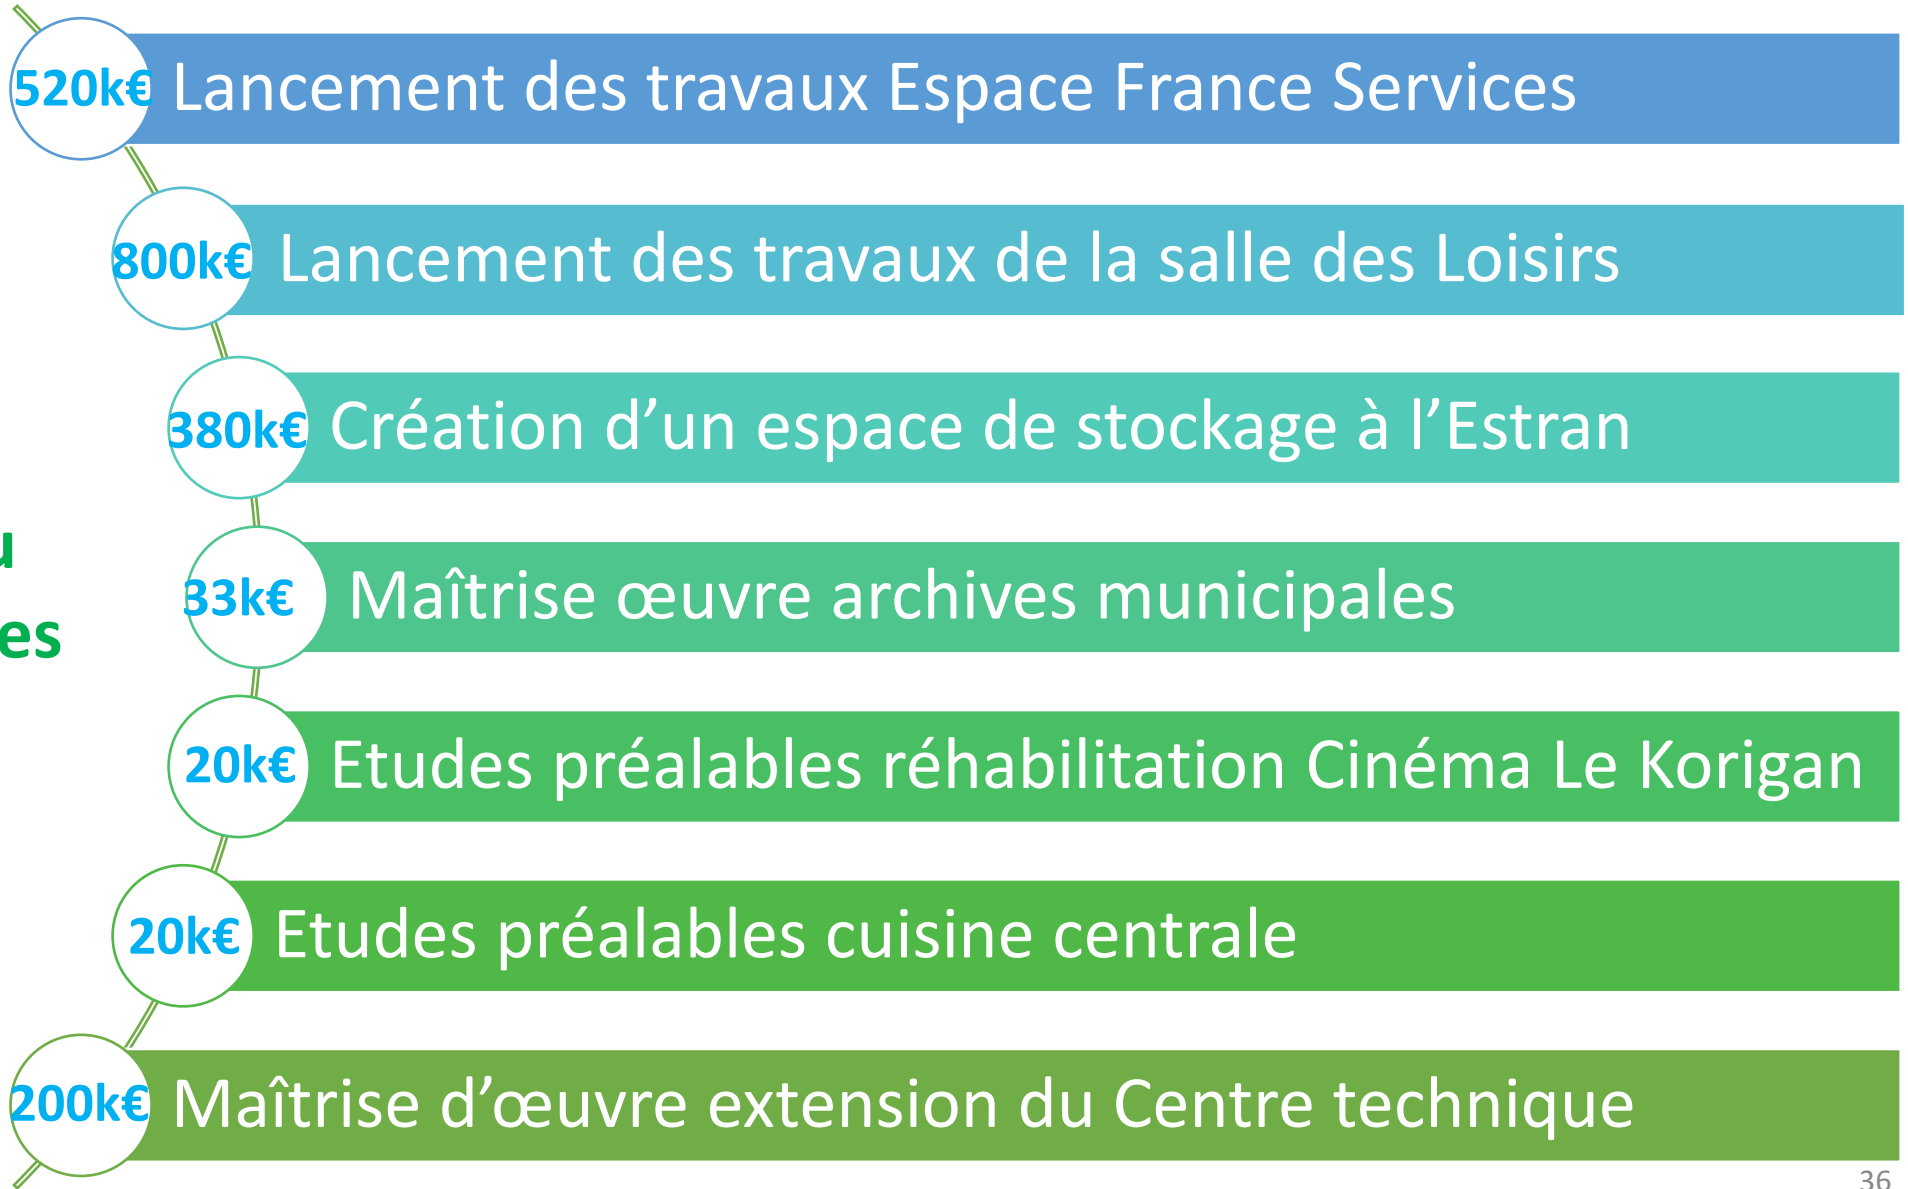 520k€ Lancement des travaux Espace France Services
800k€ Lancement des travaux de la salle des Loisirs
380k€ Création d’un espace de stockage à l’Estran
33k€ Maîtrise œuvre archives municipales
20k€ Etudes préalables réhabilitation Cinéma Le Korigan
20k€ Etudes préalables cuisine centrale
200k€ Maîtrise d’œuvre extension du Centre technique
36